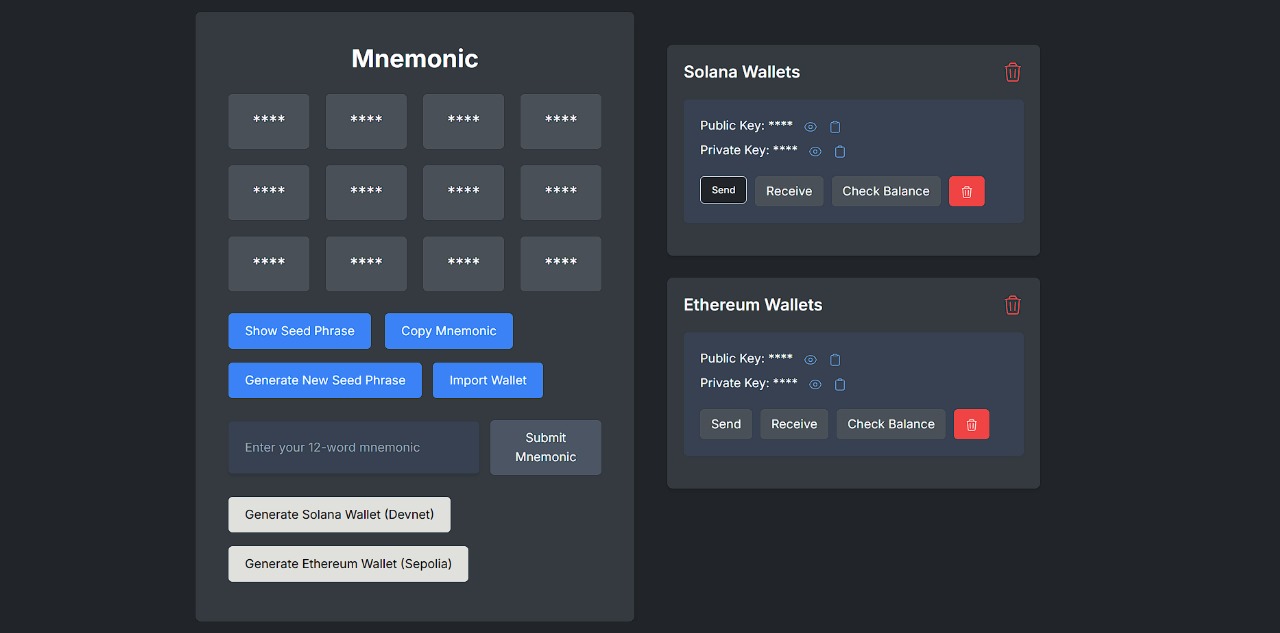 Mnemonic
**** **** **** ****
**** **** **** ****
**** **** **** ****
Show Seed Phrase
Copy Mnemonic
Generate New Seed Phrase
Import Wallet
Enter your 12-word mnemonic
Submit
Mnemonic
Generate Solana Wallet (Devnet)
Generate Ethereum Wallet (Sepolia)
Solana Wallets
Public Key: ****
Private Key: ****
Send
Receive
Check Balance
Ethereum Wallets
Public Key: ****
Private Key: ****
Send
Receive
Check Balance